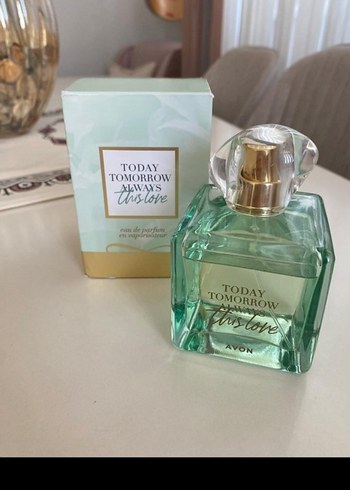 TODAY
TOMORROW
ALWAYS
this love
eau de parfum
en vaporisateur
TODAY
TOMORROW
ALWAYS
this love
AVON